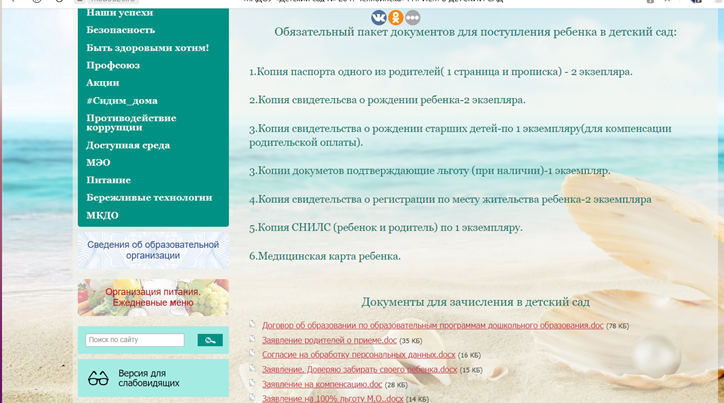 Наши успехи
Безопасность
Быть здоровыми хотим!
Профсоюз
Акции
#Сидим_дома
Противодействие
коррупции
Доступная среда
МЭО
Питание
Бережливые технологии
МКДО
Сведения об образовательной
организации
Организация питания.
Ежедневные меню
Поиск по сайту
Версия для
слабовидящих
Обязательный пакет документов для поступления ребенка в детский сад:
1.Копия паспорта одного из родителей( 1 страница и прописка) - 2 экзепляра.
2.Копия свидетельсва о рождении ребенка-2 экзепляра.
3.Копия свидетельства о рождении старших детей-по 1 экземпляру(для компенсации
родительской оплаты).
3.Копии докуметов подтверждающие льготу (при наличии)-1 экземпляр.
4.Копия свидетельства о регистрации по месту жительства ребенка-2 экземпляра
5.Копия СНИЛС (ребенок и родитель) по 1 экземпляру.
6.Медицинская карта ребенка.
Документы для зачисления в детский сад
Договор об образовании по образовательным программам дошкольного образования.doc (78 КБ)
Заявление родителей о приеме.doc (35 КБ)
Согласие на обработку персональных данных.docx (16 КБ)
Заявление. Доверяю забирать своего ребенка.docx (15 КБ)
Заявление на компенсацию.doc (28 КБ)
Заявление на 100% льготу М.О..docx (14 КБ)